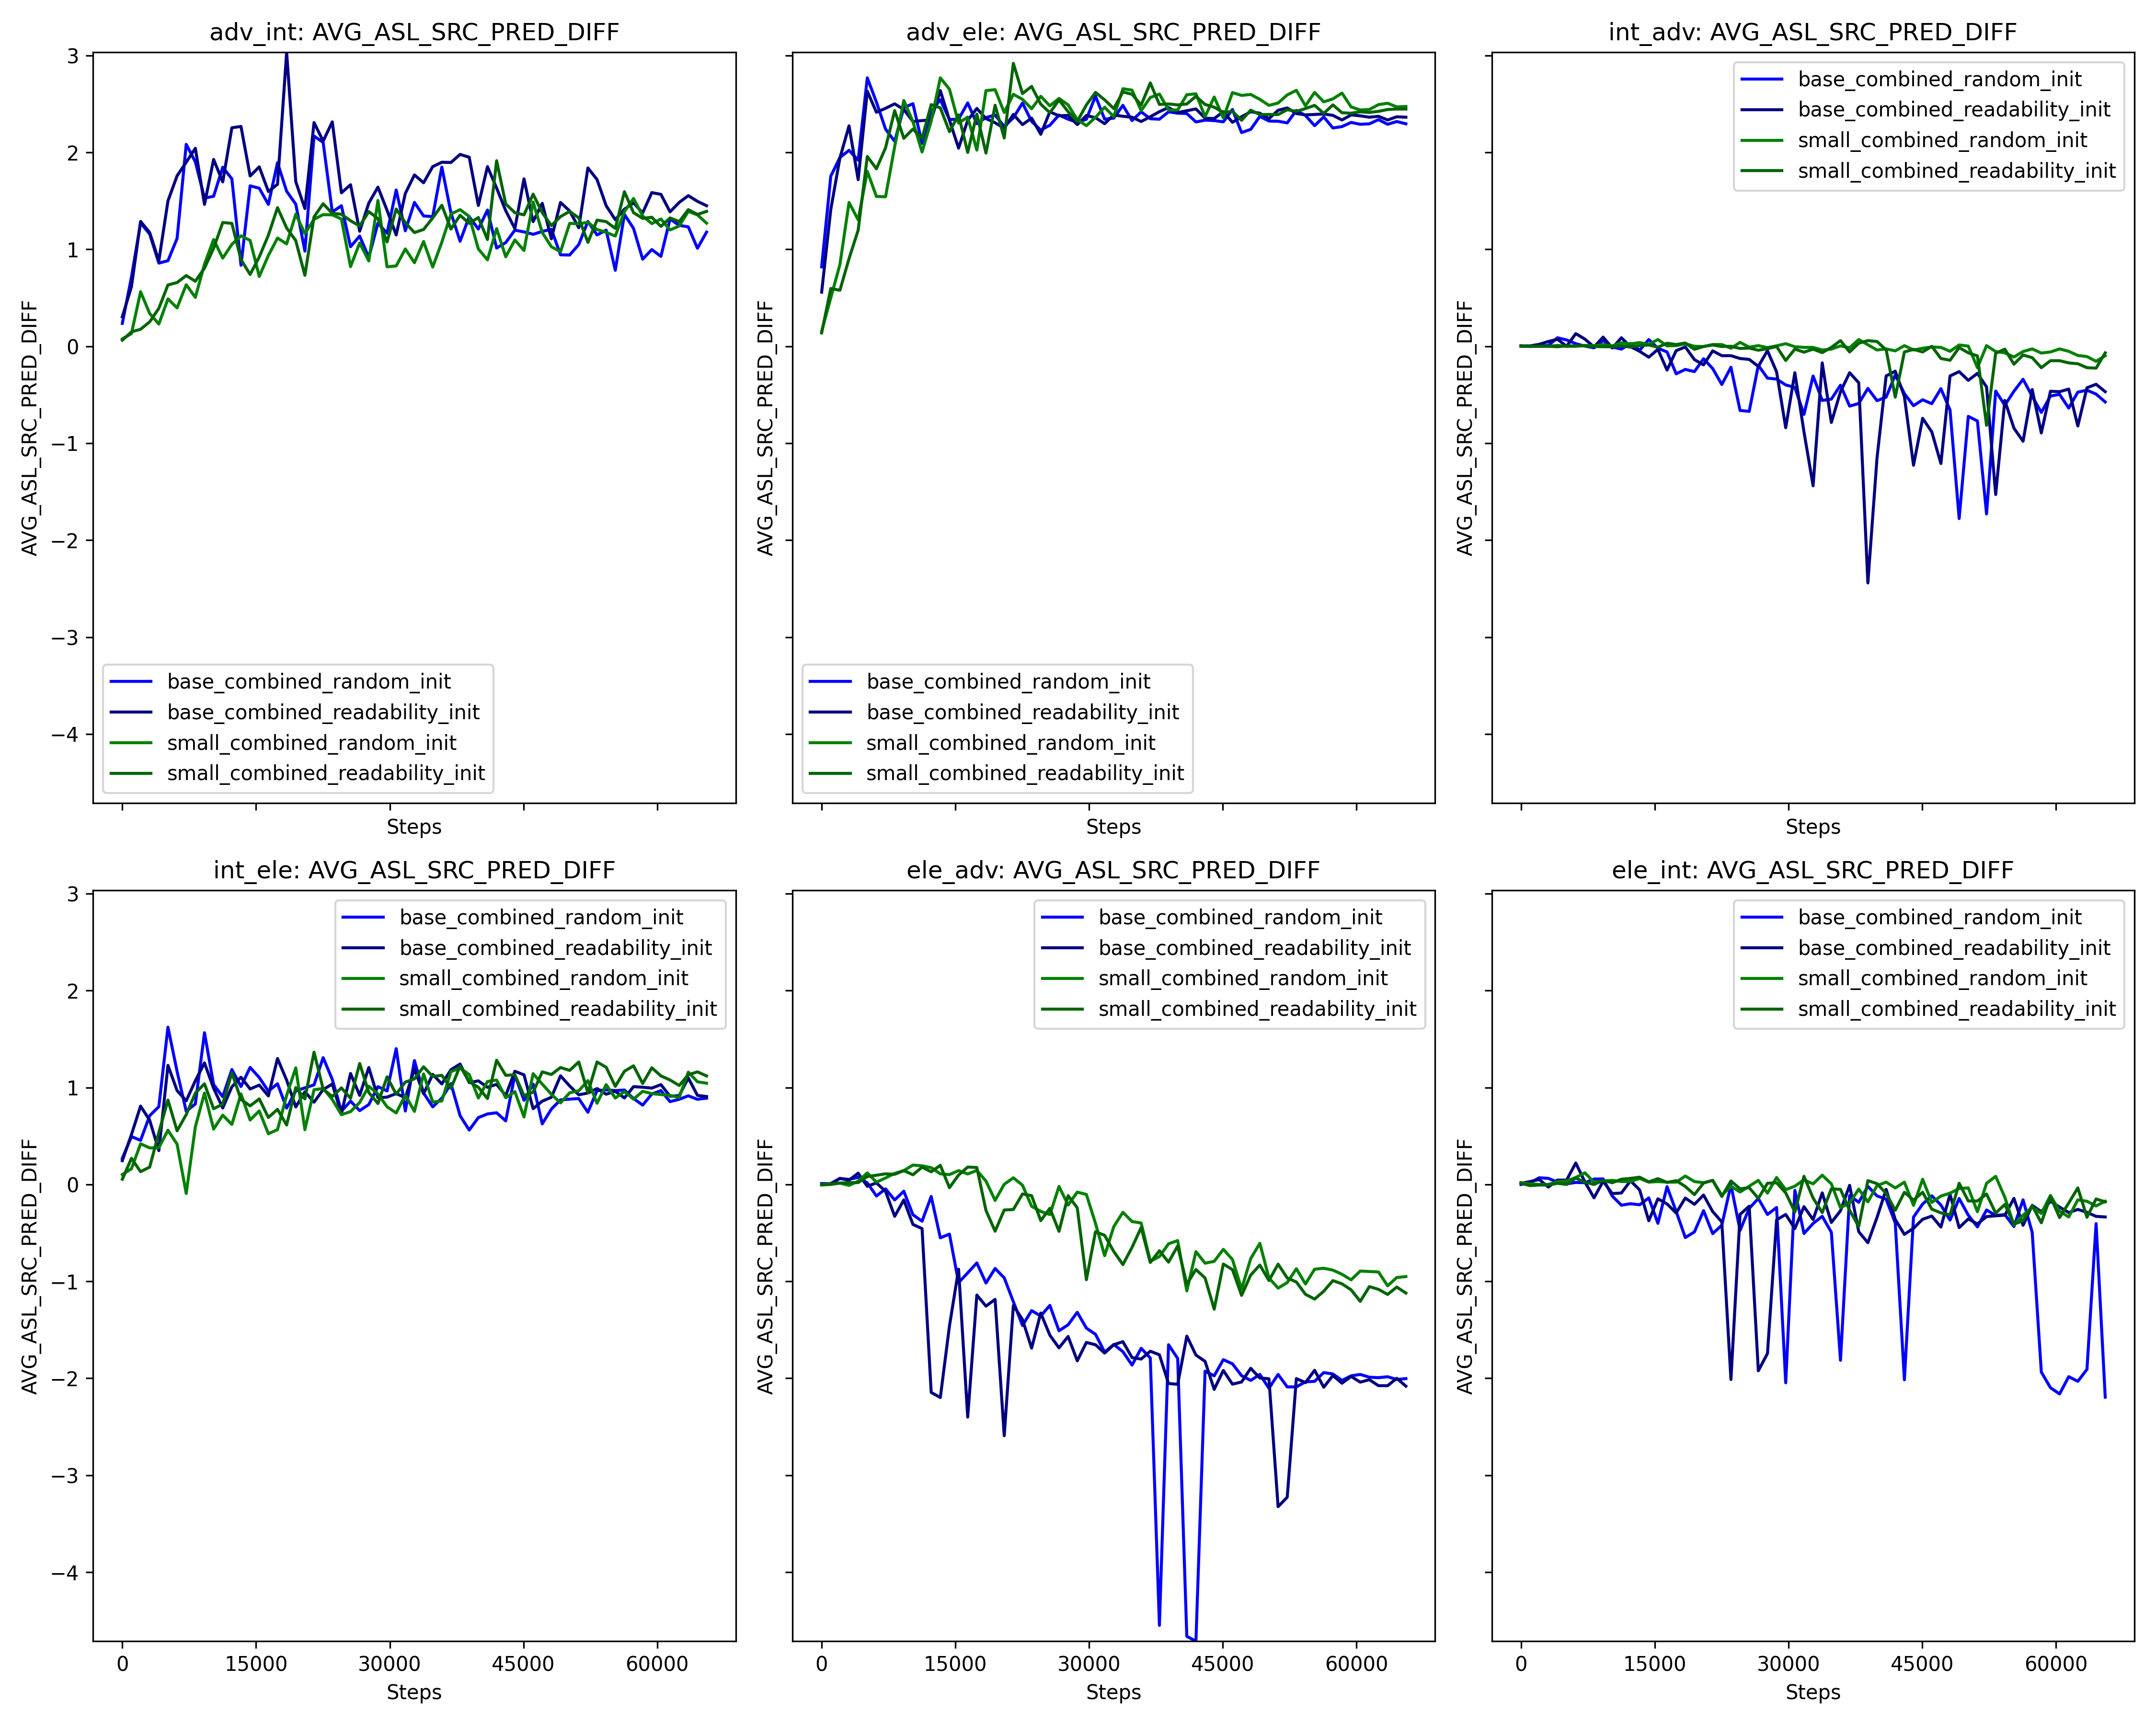 adv_int: AVG_ASL_SRC_PRED_DIFF
AVG_ASL_SRC_PRED_DIFF
3
2
1
0
−1
−2
−3
−4
base_combined_random_init
base_combined_readability_init
small_combined_random_init
small_combined_readability_init
Steps
adv_ele: AVG_ASL_SRC_PRED_DIFF
AVG_ASL_SRC_PRED_DIFF
base_combined_random_init
base_combined_readability_init
small_combined_random_init
small_combined_readability_init
Steps
int_adv: AVG_ASL_SRC_PRED_DIFF
AVG_ASL_SRC_PRED_DIFF
base_combined_random_init
base_combined_readability_init
small_combined_random_init
small_combined_readability_init
Steps
int_ele: AVG_ASL_SRC_PRED_DIFF
AVG_ASL_SRC_PRED_DIFF
3
2
1
0
−1
−2
−3
−4
base_combined_random_init
base_combined_readability_init
small_combined_random_init
small_combined_readability_init
0 15000 30000 45000 60000
Steps
ele_adv: AVG_ASL_SRC_PRED_DIFF
AVG_ASL_SRC_PRED_DIFF
base_combined_random_init
base_combined_readability_init
small_combined_random_init
small_combined_readability_init
0 15000 30000 45000 60000
Steps
ele_int: AVG_ASL_SRC_PRED_DIFF
AVG_ASL_SRC_PRED_DIFF
base_combined_random_init
base_combined_readability_init
small_combined_random_init
small_combined_readability_init
0 15000 30000 45000 60000
Steps